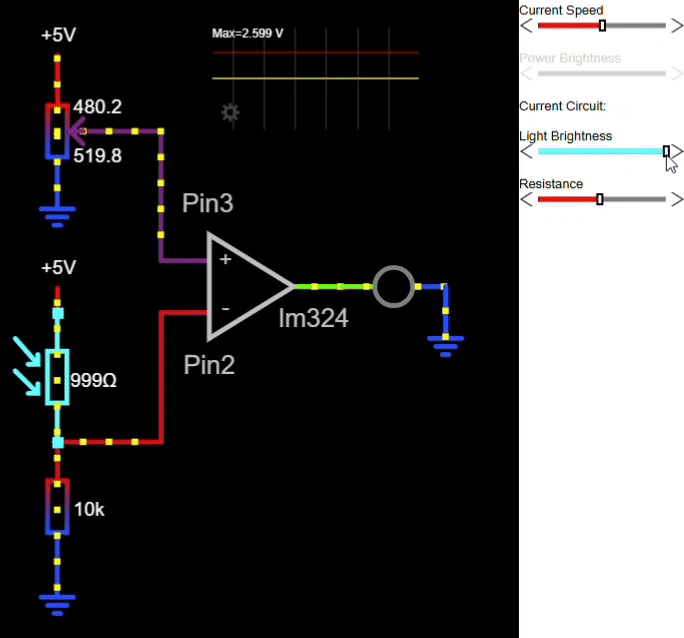 +5V
480.2
519.8
Max=2.599 V
Pin3
+
-
lm324
Pin2
+5V
999Ω
10k
Current Speed
Power Brightness
Current Circuit:
Light Brightness
Resistance